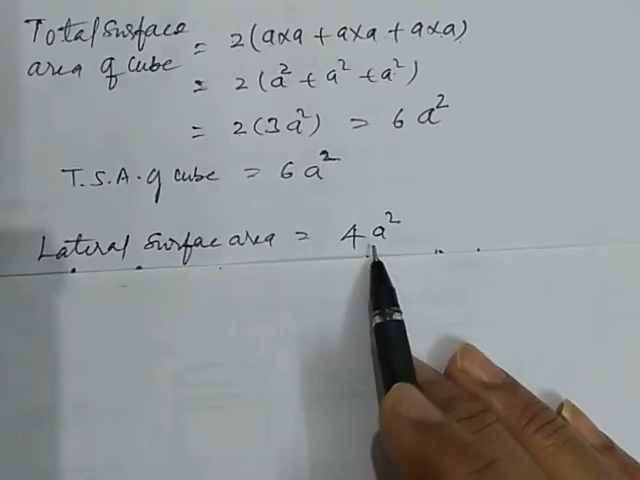 Total surface
area of cube = 2(a×a + a×a + a×a)
= 2(a² + a² + a²)
= 2(3a²) = 6a²
T.S.A. of cube = 6a²
Lateral surfac area = 4a²